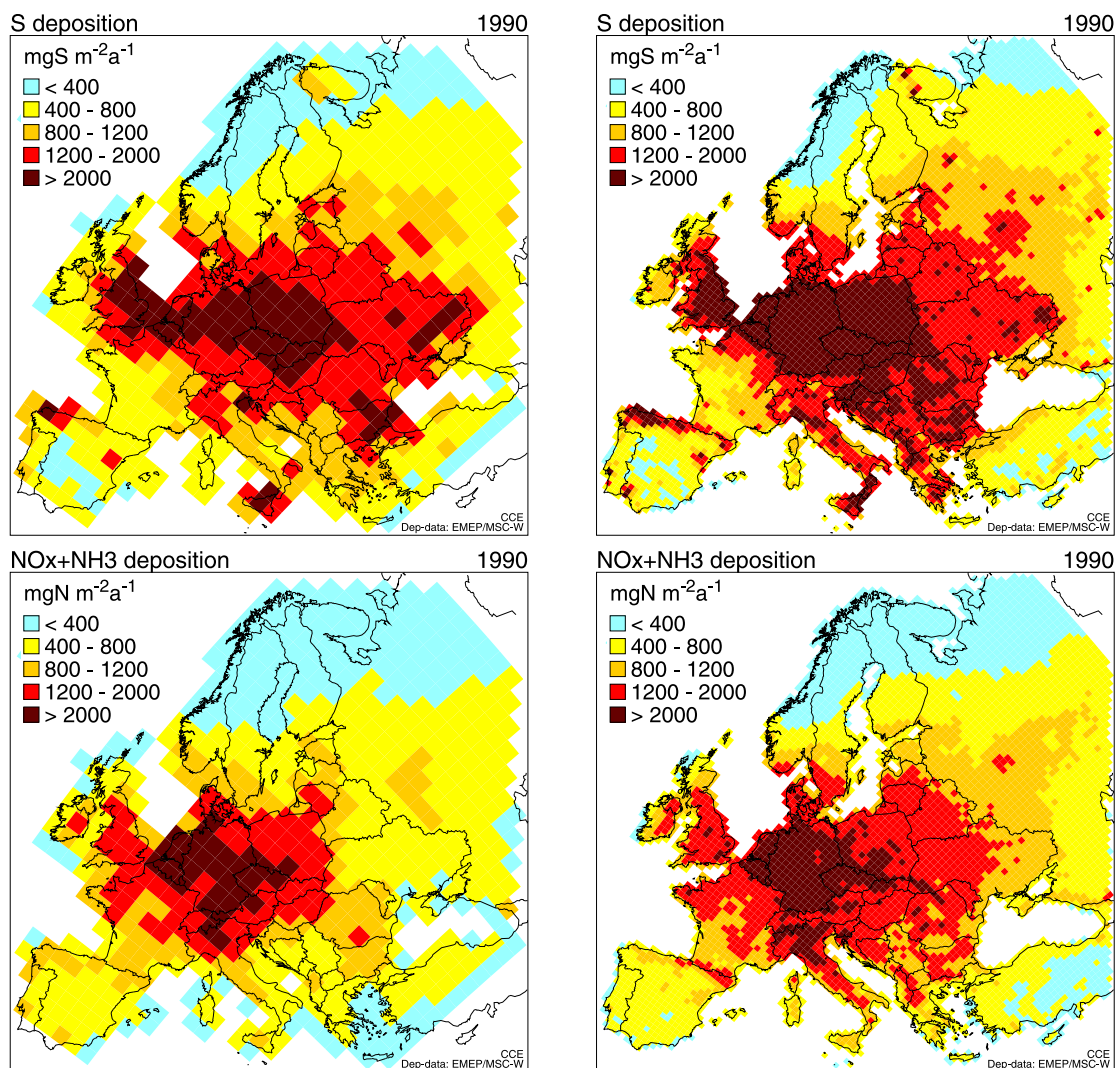 S deposition 1990
mgS m⁻²a⁻¹
< 400
400 - 800
800 - 1200
1200 - 2000
> 2000
CCE
Dep-data: EMEP/MSC-W
S deposition 1990
mgS m⁻²a⁻¹
< 400
400 - 800
800 - 1200
1200 - 2000
> 2000
CCE
Dep-data: EMEP/MSC-W
NOx+NH3 deposition 1990
mgN m⁻²a⁻¹
< 400
400 - 800
800 - 1200
1200 - 2000
> 2000
CCE
Dep-data: EMEP/MSC-W
NOx+NH3 deposition 1990
mgN m⁻²a⁻¹
< 400
400 - 800
800 - 1200
1200 - 2000
> 2000
CCE
Dep-data: EMEP/MSC-W